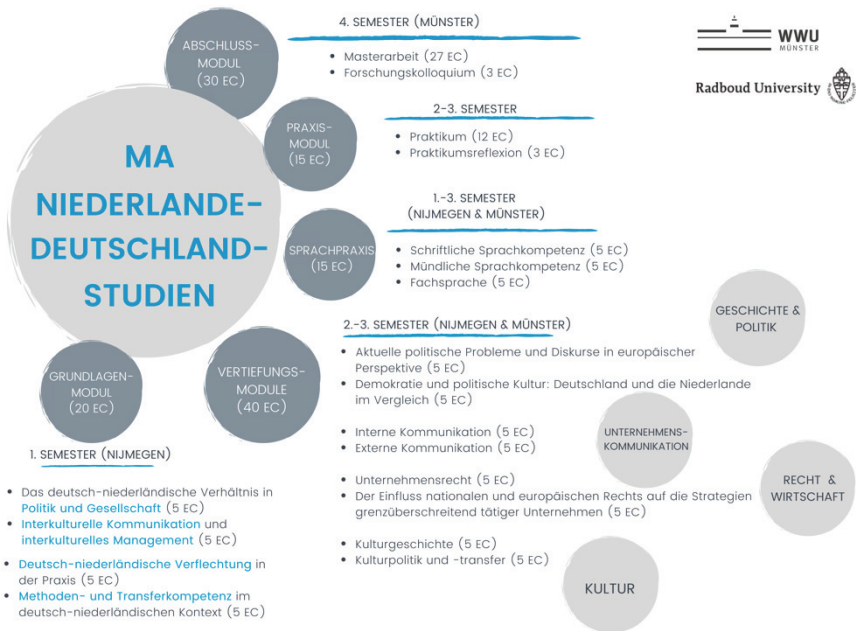 4. SEMESTER (MÜNSTER)
ABSCHLUSS-
MODUL
(30 EC)
• Masterarbeit (27 EC)
• Forschungskolloquium (3 EC)
WWU
MÜNSTER
Radboud University
2-3. SEMESTER
PRAXIS-
MODUL
(15 EC)
• Praktikum (12 EC)
• Praktikumsreflexion (3 EC)
MA
NIEDERLANDE-
DEUTSCHLAND-
STUDIEN
1.-3. SEMESTER
(NIJMEGEN & MÜNSTER)
SPRACHPRAXIS
(15 EC)
• Schriftliche Sprachkompetenz (5 EC)
• Mündliche Sprachkompetenz (5 EC)
• Fachsprache (5 EC)
GESCHICHTE &
POLITIK
2.-3. SEMESTER (NIJMEGEN & MÜNSTER)
VERTIEFUNGS-
MODULE
(40 EC)
• Aktuelle politische Probleme und Diskurse in europäischer
Perspektive (5 EC)
• Demokratie und politische Kultur: Deutschland und die Niederlande
im Vergleich (5 EC)
• Interne Kommunikation (5 EC)
• Externe Kommunikation (5 EC)
UNTERNEHMENS-
KOMMUNIKATION
• Unternehmensrecht (5 EC)
• Der Einfluss nationalen und europäischen Rechts auf die Strategien
grenzüberschreitend tätiger Unternehmen (5 EC)
RECHT &
WIRTSCHAFT
• Kulturgeschichte (5 EC)
• Kulturpolitik und -transfer (5 EC)
KULTUR
GRUNDLAGEN-
MODUL
(20 EC)
1. SEMESTER (NIJMEGEN)
• Das deutsch-niederländische Verhältnis in
Politik und Gesellschaft (5 EC)
• Interkulturelle Kommunikation und
interkulturelles Management (5 EC)
• Deutsch-niederländische Verflechtung in
der Praxis (5 EC)
• Methoden- und Transferkompetenz im
deutsch-niederländischen Kontext (5 EC)